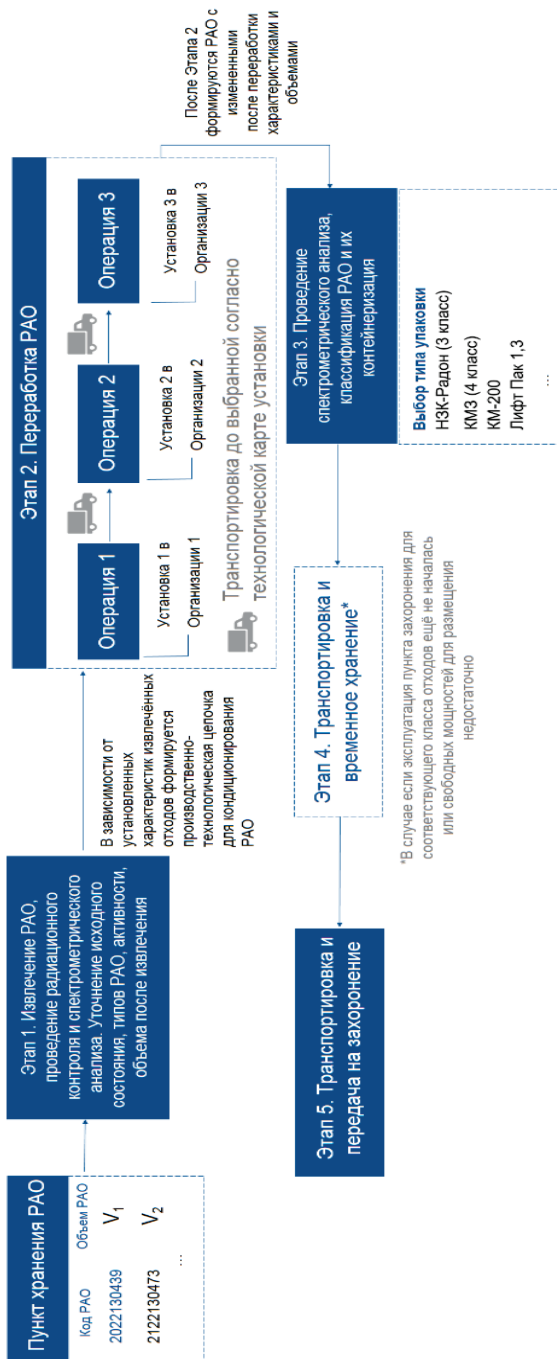 Пункт хранения РАО
Код РАО
Объем РАО
2022130439
V1
2122130473
V2
...
Этап 1. Извлечение РАО,
проведение радиационного
контроля и спектрометрического
анализа. Уточнение исходного
состояния, типов РАО, активности,
объема после извлечения
В зависимости от
установленных
характеристик извлечённых
отходов формируется
производственно-
технологическая цепочка
для кондиционирования
РАО
Этап 2. Переработка РАО
Операция 1
Операция 2
Операция 3
Установка 1 в
Организации 1
Установка 2 в
Организации 2
Установка 3 в
Организации 3
Транспортировка до выбранной согласно
технологической карте установки
После Этапа 2
формируются РАО с
измененными
после переработки
характеристиками и
объемами
Этап 3. Проведение
спектрометрического анализа,
классификация РАО и их
контейнеризация
Выбор типа упаковки
НЗК-Радон (3 класс)
КМЗ (4 класс)
КМ-200
Лифт Пак 1,3
...
Этап 4. Транспортировка и
временное хранение*
*В случае если эксплуатация пункта захоронения для
соответствующего класса отходов ещё не началась
или свободных мощностей для размещения
недостаточно
Этап 5. Транспортировка и
передача на захоронение